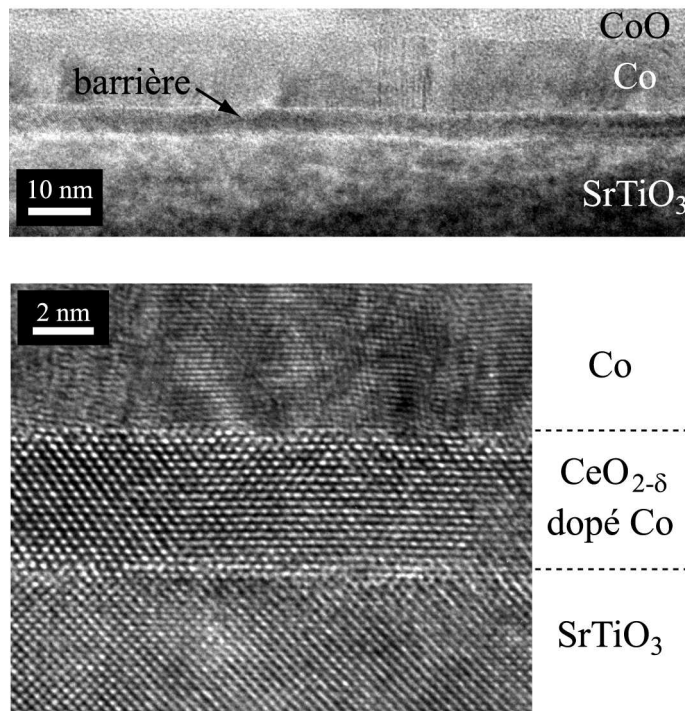 CoO
Co
barrière
10 nm
SrTiO₃
2 nm
Co
CeO₂₋δ
dopé Co
SrTiO₃